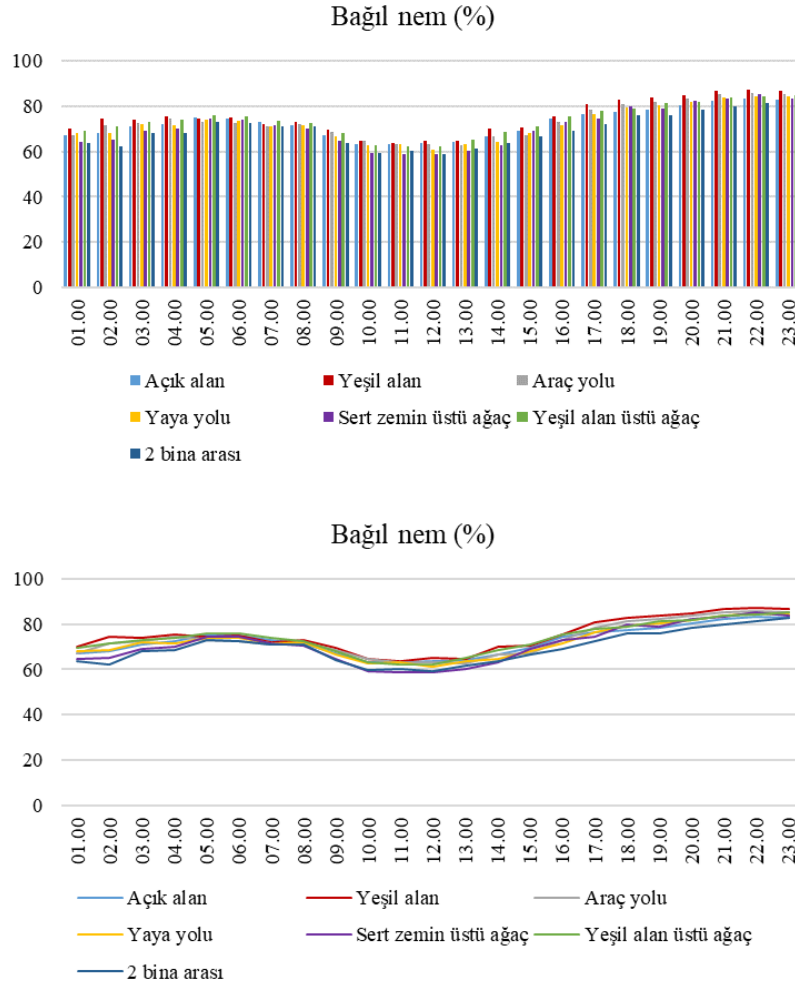 Bağıl nem (%)
100
80
60
40
20
0
01.00 02.00 03.00 04.00 05.00 06.00 07.00 08.00 09.00 10.00 11.00 12.00 13.00 14.00 15.00 16.00 17.00 18.00 19.00 20.00 21.00 22.00 23.00
Açık alan Yeşil alan Araç yolu
Yaya yolu Sert zemin üstü ağaç Yeşil alan üstü ağaç
2 bina arası
Bağıl nem (%)
100
80
60
40
20
0
01.00 02.00 03.00 04.00 05.00 06.00 07.00 08.00 09.00 10.00 11.00 12.00 13.00 14.00 15.00 16.00 17.00 18.00 19.00 20.00 21.00 22.00 23.00
Açık alan Yeşil alan Araç yolu
Yaya yolu Sert zemin üstü ağaç Yeşil alan üstü ağaç
2 bina arası